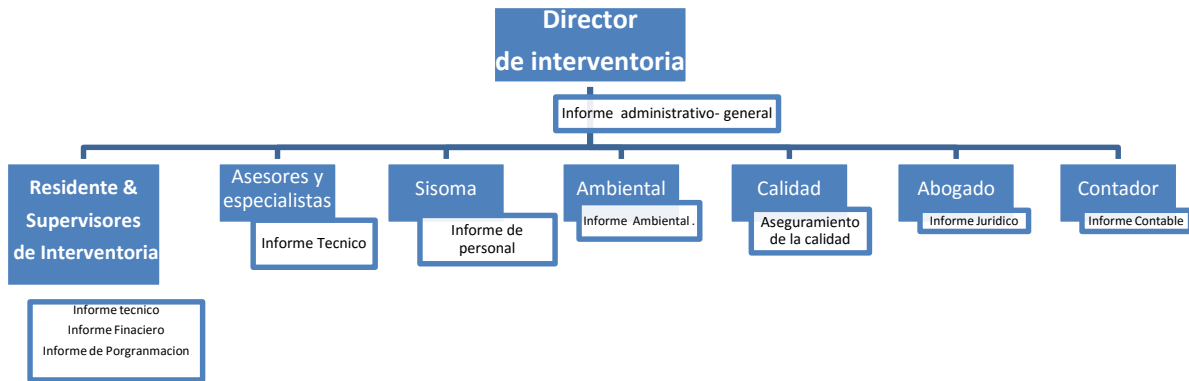 Director
de interventoria
Informe administrativo- general
Residente &
Supervisores
de Interventoria
Informe tecnico
Informe Finaciero
Informe de Porgranmacion
Asesores y
especialistas
Informe Tecnico
Sisoma
Informe de
personal
Ambiental
Informe Ambiental .
Calidad
Aseguramiento
de la calidad
Abogado
Informe Juridico
Contador
Informe Contable